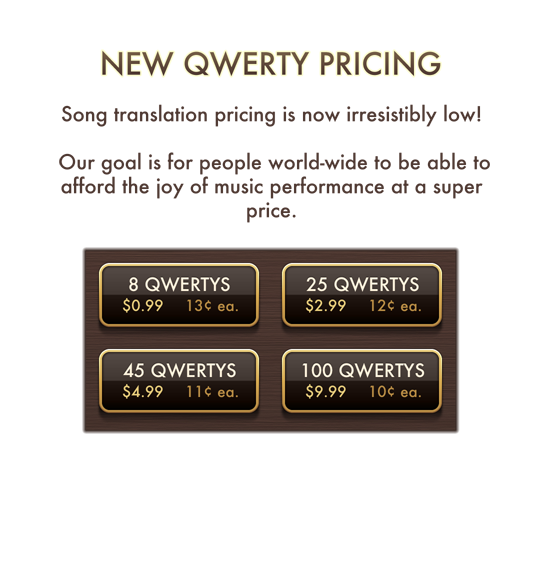 NEW QWERTY PRICING
Song translation pricing is now irresistibly low!
Our goal is for people world-wide to be able to
afford the joy of music performance at a super
price.
8 QWERTYS
$0.99 13¢ ea.
25 QWERTYS
$2.99 12¢ ea.
45 QWERTYS
$4.99 11¢ ea.
100 QWERTYS
$9.99 10¢ ea.